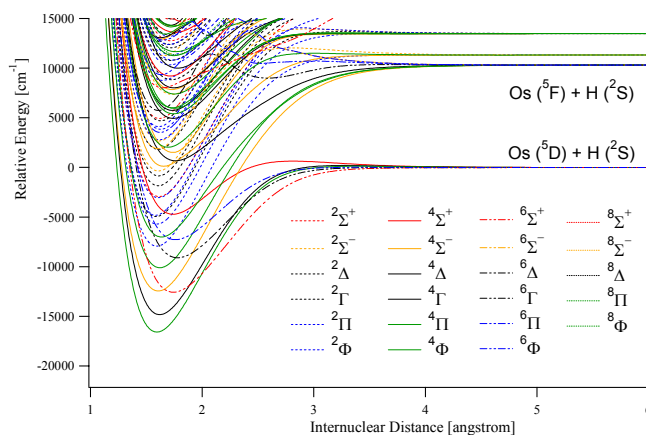 15000
10000
5000
0
-5000
-10000
-15000
-20000
Relative Energy [cm⁻¹]
Os (⁵F) + H (²S)
Os (⁵D) + H (²S)
²Σ⁺ ⁴Σ⁺ ⁶Σ⁺ ⁸Σ⁺
²Σ⁻ ⁴Σ⁻ ⁶Σ⁻ ⁸Σ⁻
²Δ ⁴Δ ⁶Δ ⁸Δ
²Γ ⁴Γ ⁶Γ ⁸Π
²Π ⁴Π ⁶Π ⁸Φ
²Φ ⁴Φ ⁶Φ
1 2 3 4 5 6
Internuclear Distance [angstrom]